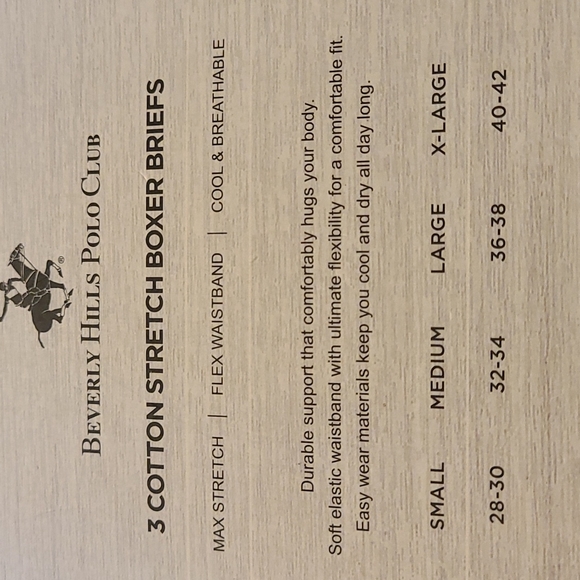 ®
BEVERLY HILLS POLO CLUB
3 COTTON STRETCH BOXER BRIEFS
MAX STRETCH | FLEX WAISTBAND | COOL & BREATHABLE
Durable support that comfortably hugs your body.
Soft elastic waistband with ultimate flexibility for a comfortable fit.
Easy wear materials keep you cool and dry all day long.
SMALL MEDIUM LARGE X-LARGE
28-30 32-34 36-38 40-42